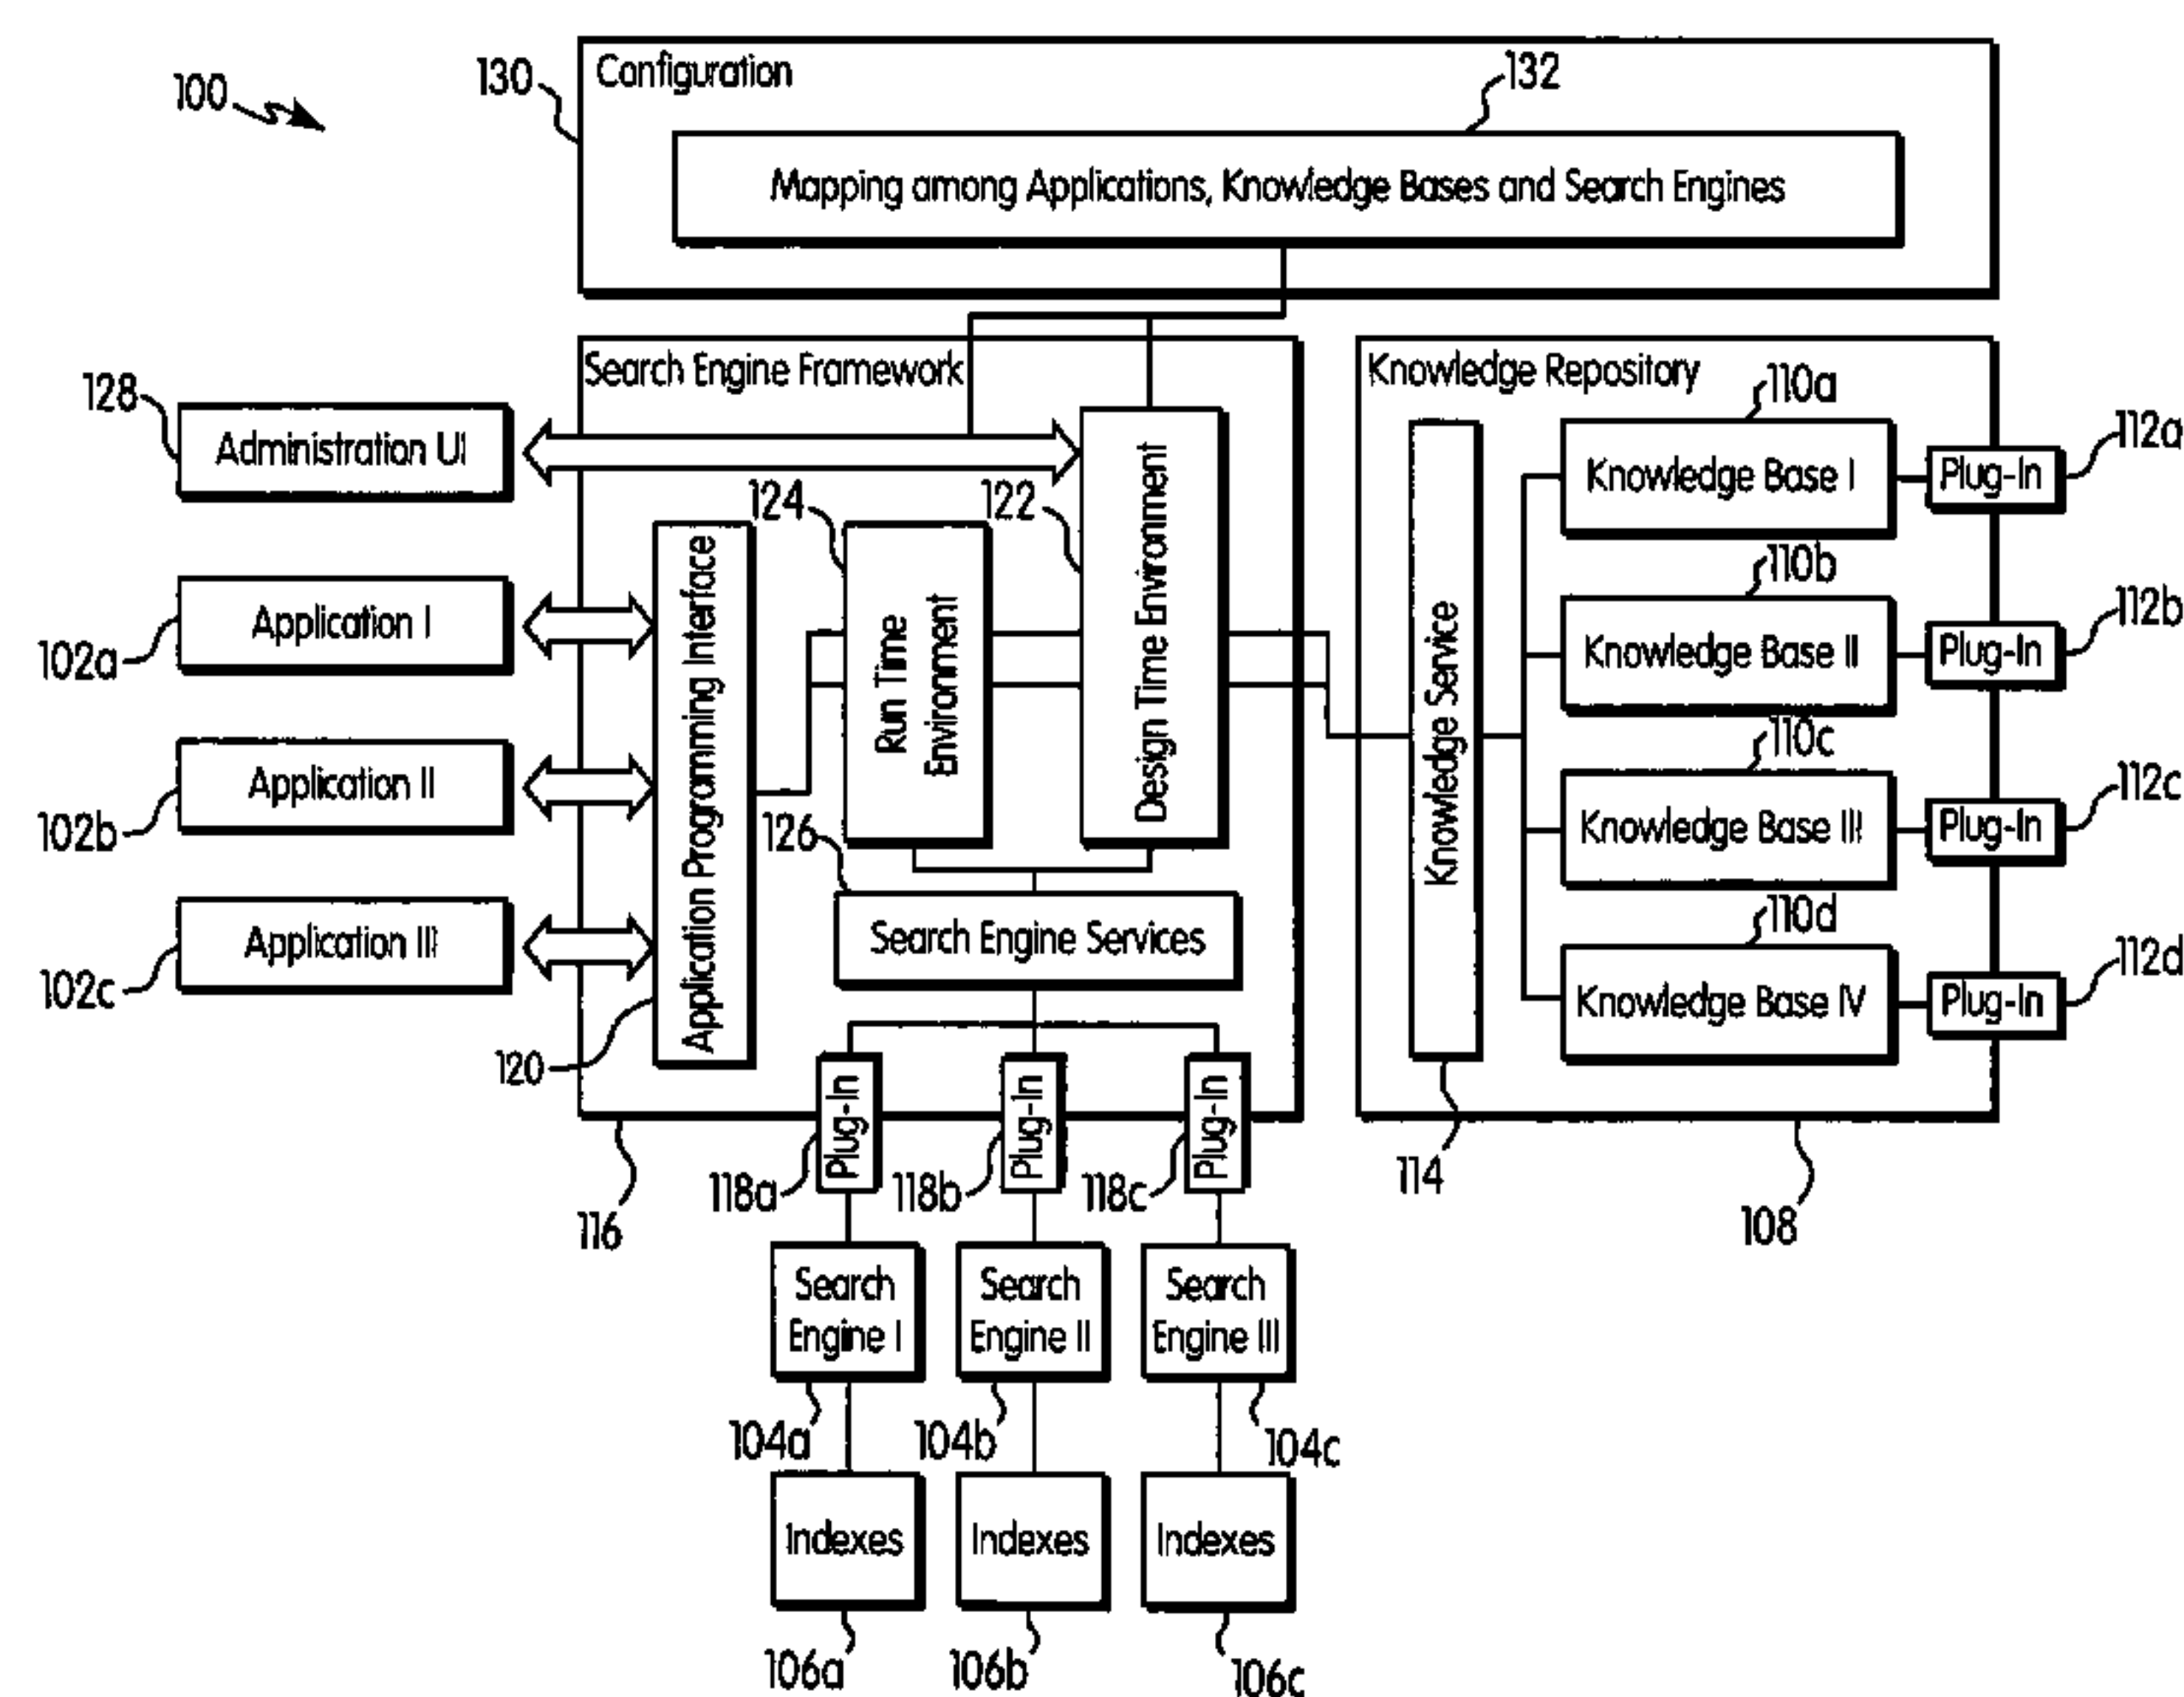 100
130
Configuration
132
Mapping among Applications, Knowledge Bases and Search Engines
Search Engine Framework
Knowledge Repository
128
Administration UI
110a
Knowledge Base I
Plug-In
112a
124
122
Application I
102a
Application Programming Interface
Run Time
Environment
Design Time Environment
Knowledge Service
110b
Knowledge Base II
Plug-In
112b
Application II
102b
110c
Knowledge Base III
Plug-In
112c
126
Search Engine Services
Application III
102c
110d
Knowledge Base IV
Plug-In
112d
120
Plug-In
Plug-In
Plug-In
118a
118b
118c
116
114
108
Search
Engine I
Search
Engine II
Search
Engine III
104a
104b
104c
Indexes
Indexes
Indexes
106a
106b
106c